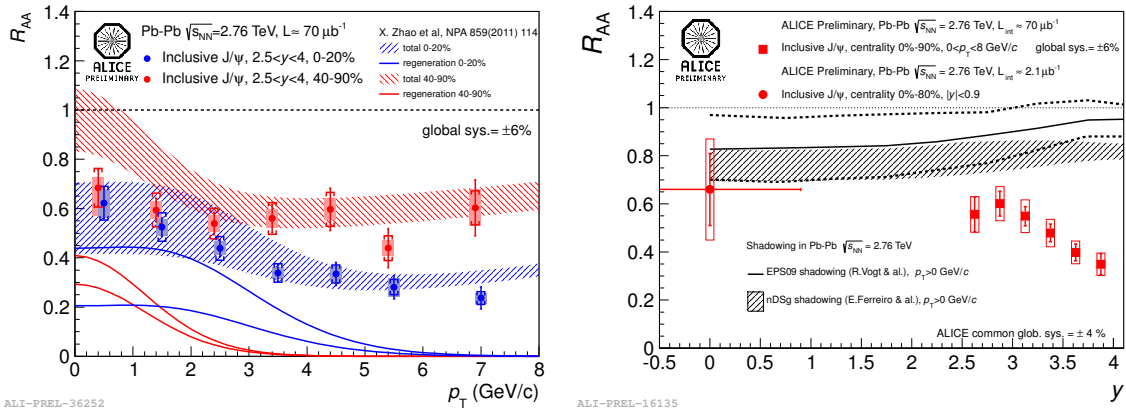 R_AA
Pb-Pb √s_NN=2.76 TeV, L≈ 70 μb⁻¹
Inclusive J/ψ, 2.5<y<4, 0-20%
Inclusive J/ψ, 2.5<y<4, 40-90%
ALICE
PRELIMINARY
X. Zhao et al, NPA 859(2011) 114
total 0-20%
regeneration 0-20%
total 40-90%
regeneration 40-90%
global sys.= ±6%
1
0.8
0.6
0.4
0.2
0
0 1 2 3 4 5 6 7 8
p_T (GeV/c)
ALI-PREL-36252
R_AA
ALICE
PRELIMINARY
ALICE Preliminary, Pb-Pb √s_NN = 2.76 TeV, L_int ≈ 70 μb⁻¹
Inclusive J/ψ, centrality 0%-90%, 0<p_T<8 GeV/c global sys.=±6%
ALICE Preliminary, Pb-Pb √s_NN = 2.76 TeV, L_int ≈ 2.1μb⁻¹
Inclusive J/ψ, centrality 0%-80%, |y|<0.9
1.4
1.2
1
0.8
0.6
0.4
0.2
0
Shadowing in Pb-Pb √s_NN = 2.76 TeV
EPS09 shadowing (R.Vogt & al.), p_T>0 GeV/c
nDSg shadowing (E.Ferreiro & al.), p_T>0 GeV/c
ALICE common glob. sys. = ± 4 %
-0.5 0 0.5 1 1.5 2 2.5 3 3.5 4
y
ALI-PREL-16135